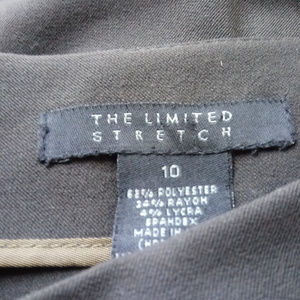 THE LIMITED
STRETCH
10
62% POLYESTER
34% RAYON
4% LYCRA
SPANDEX
MADE IN